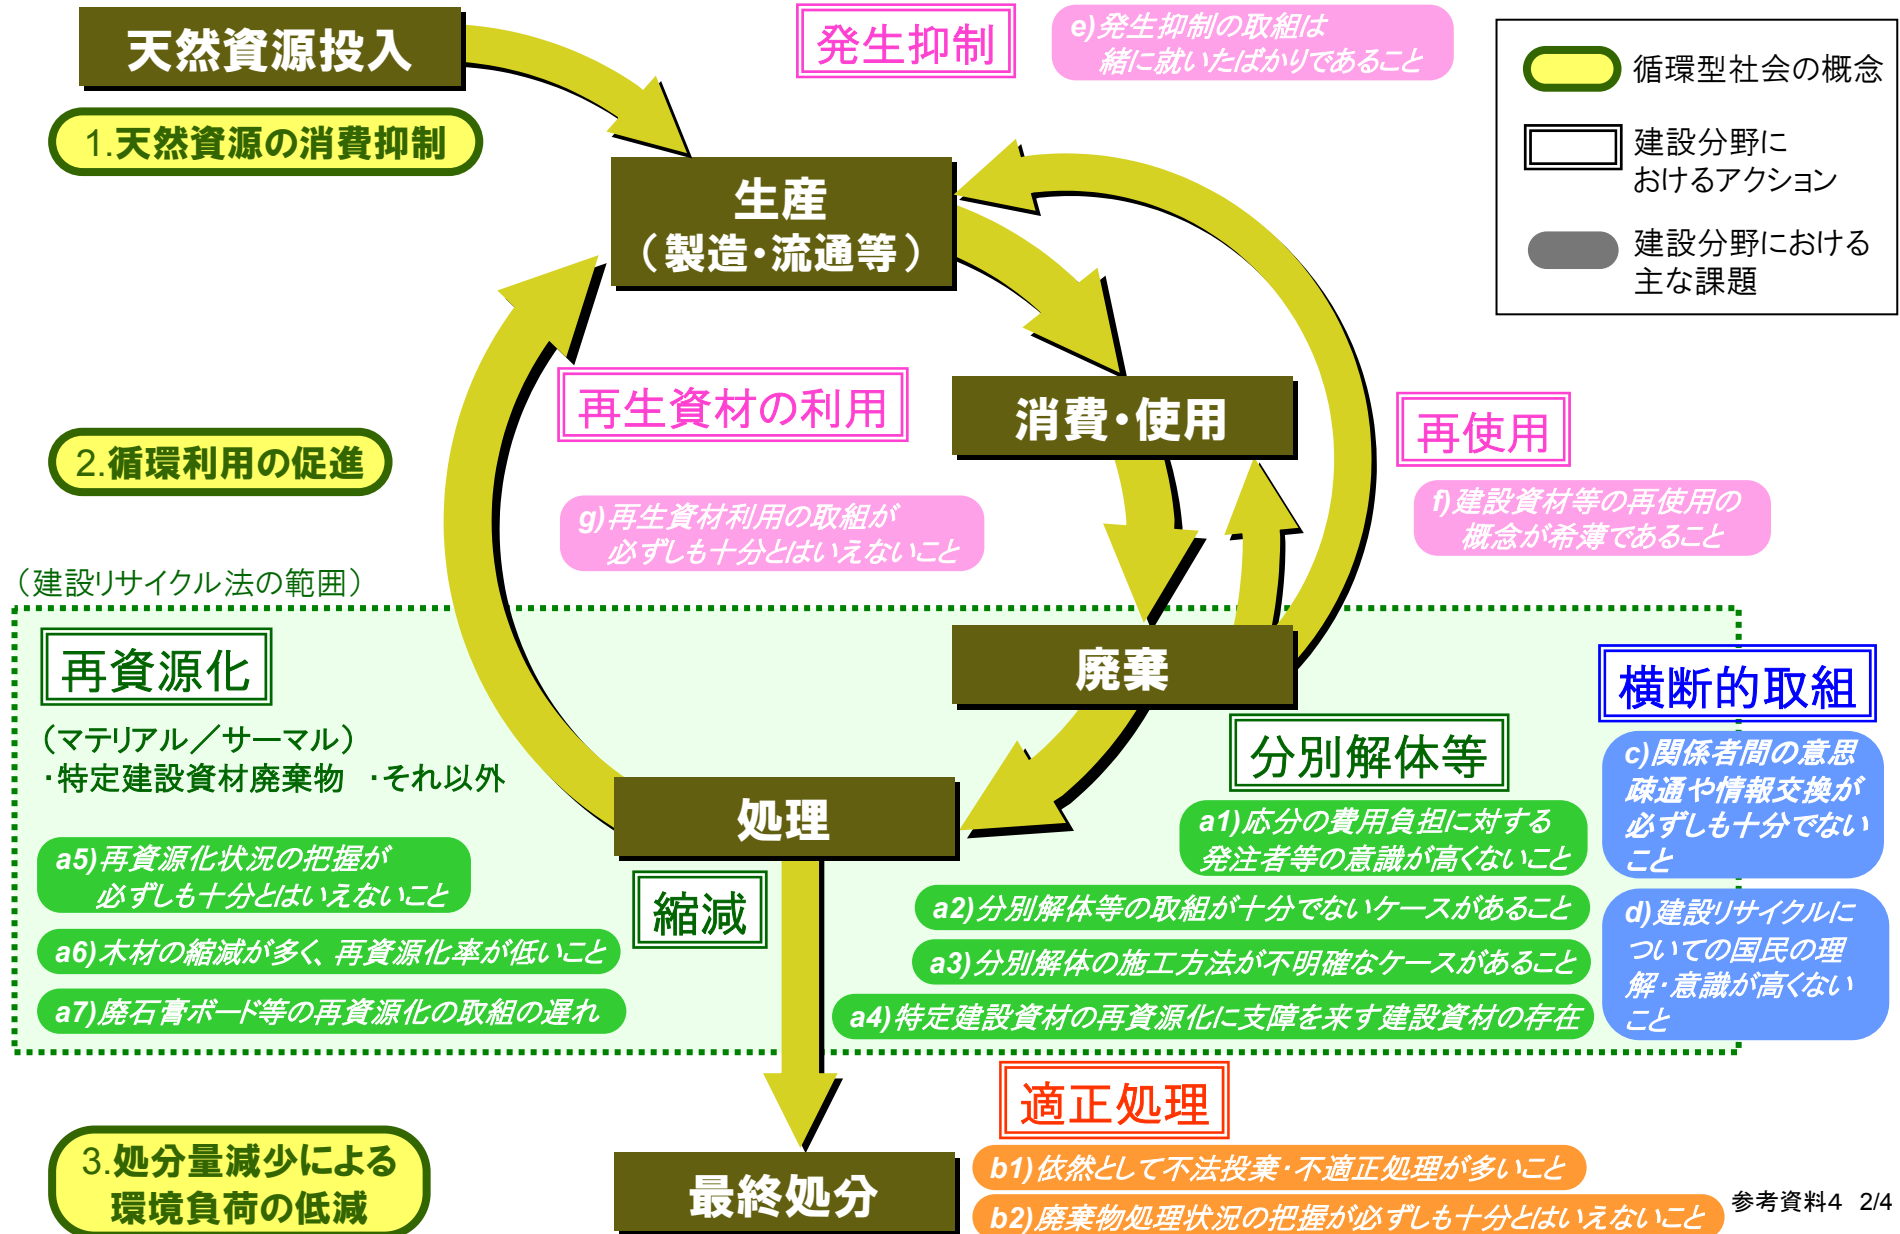 天然資源投入
発生抑制
e)発生抑制の取組は
緒に就いたばかりであること
循環型社会の概念
建設分野に
おけるアクション
建設分野における
主な課題
1.天然資源の消費抑制
生産
（製造・流通等）
再生資材の利用
消費・使用
再使用
2.循環利用の促進
g)再生資材利用の取組が
必ずしも十分とはいえないこと
f)建設資材等の再使用の
概念が希薄であること
（建設リサイクル法の範囲）
再資源化
（マテリアル／サーマル）
・特定建設資材廃棄物　・それ以外
廃棄
横断的取組
分別解体等
c)関係者間の意思
疎通や情報交換が
必ずしも十分でない
こと
処理
a1)応分の費用負担に対する
発注者等の意識が高くないこと
a5)再資源化状況の把握が
必ずしも十分とはいえないこと
縮減
a2)分別解体等の取組が十分でないケースがあること
d)建設リサイクルに
ついての国民の理
解・意識が高くない
こと
a6)木材の縮減が多く、再資源化率が低いこと
a3)分別解体の施工方法が不明確なケースがあること
a7)廃石膏ボード等の再資源化の取組の遅れ
a4)特定建設資材の再資源化に支障を来す建設資材の存在
適正処理
3.処分量減少による
環境負荷の低減
最終処分
b1)依然として不法投棄・不適正処理が多いこと
b2)廃棄物処理状況の把握が必ずしも十分とはいえないこと
参考資料4　2/4